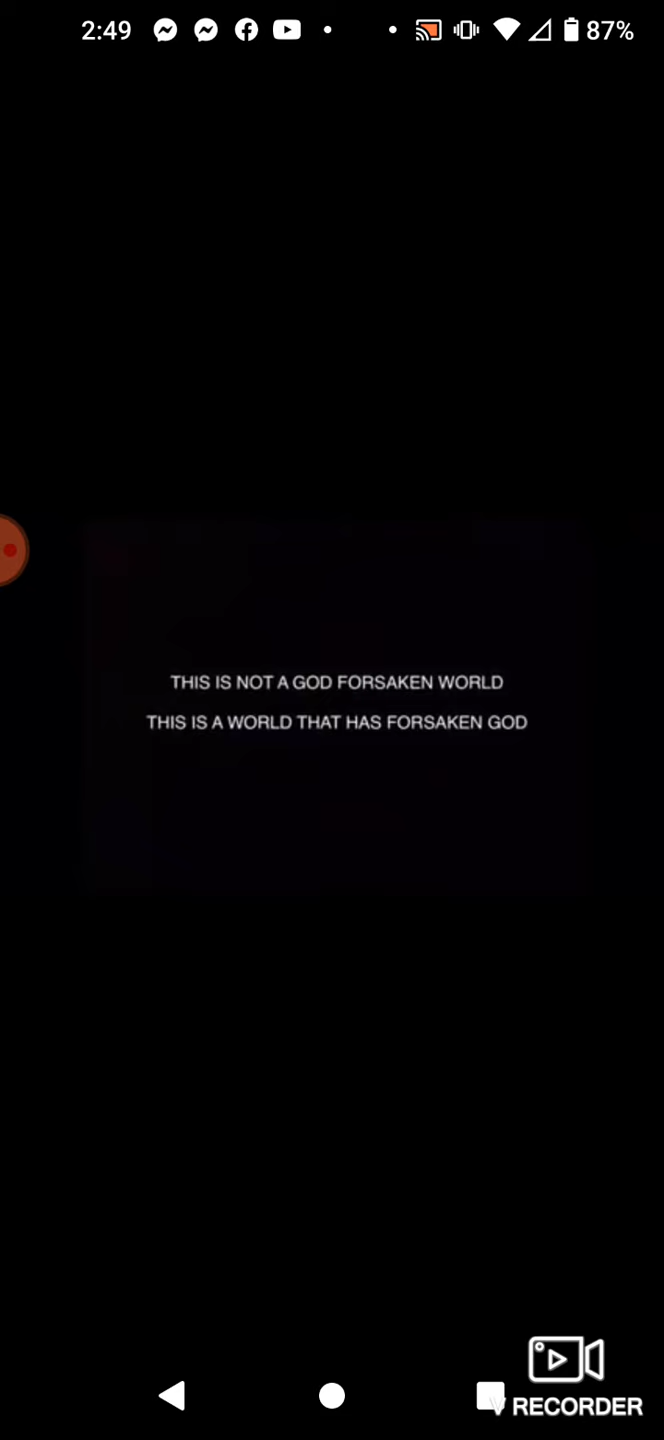 2:49 87%
THIS IS NOT A GOD FORSAKEN WORLD
THIS IS A WORLD THAT HAS FORSAKEN GOD
V RECORDER